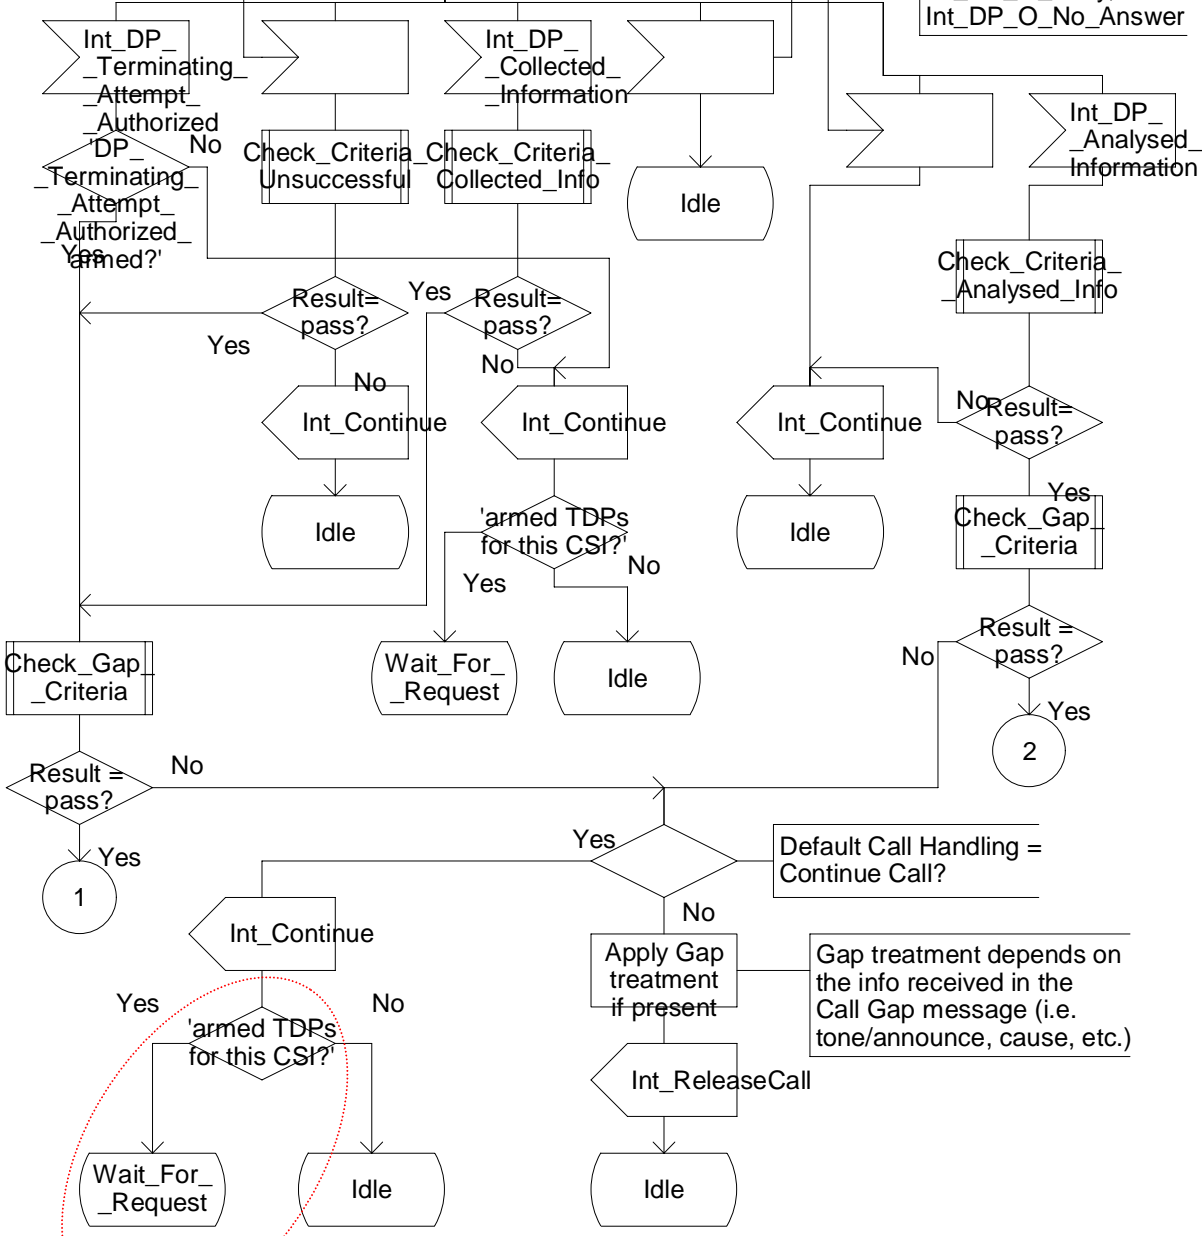 Int_DP_O_No_Answer
Int_DP_
_Terminating_
_Attempt_
_Authorized
Int_DP_
_Collected_
_Information
Int_DP_
_Analysed_
Information
'DP_
_Terminating_
_Attempt_
_Authorized_
armed?'
No
Yes
Check_Criteria_
Unsuccessful
Check_Criteria_
Collected_Info
Idle
Check_Criteria_
_Analysed_Info
Result=
pass?
Yes
No
Result=
pass?
Yes
No
Int_Continue
Int_Continue
Int_Continue
No
Result=
pass?
Yes
Idle
'armed TDPs
for this CSI?'
Yes
No
Idle
Check_Gap_
_Criteria
Check_Gap_
_Criteria
Wait_For_
_Request
Idle
Result =
pass?
No
Yes
2
Result =
pass?
No
Yes
1
Yes
Default Call Handling =
Continue Call?
No
Int_Continue
Apply Gap
treatment
if present
Gap treatment depends on
the info received in the
Call Gap message (i.e.
tone/announce, cause, etc.)
Yes
No
'armed TDPs
for this CSI?'
Int_ReleaseCall
Wait_For_
_Request
Idle
Idle